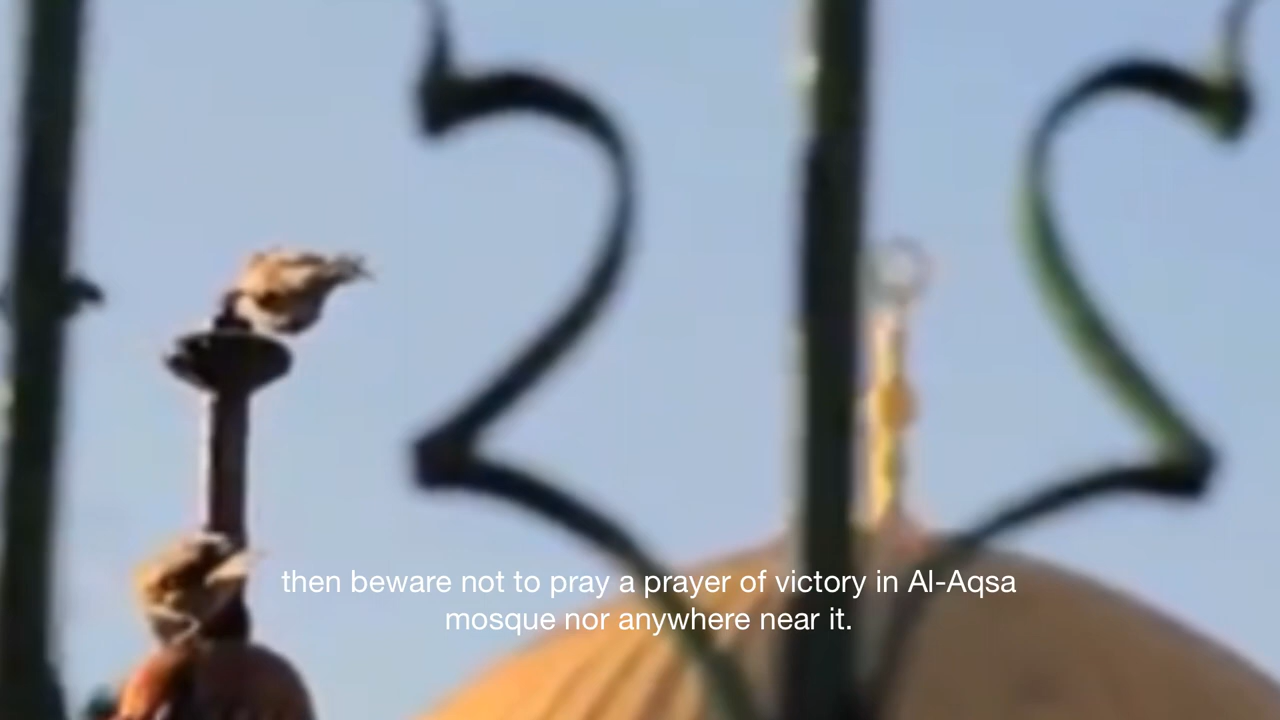 then beware not to pray a prayer of victory in Al-Aqsa
mosque nor anywhere near it.